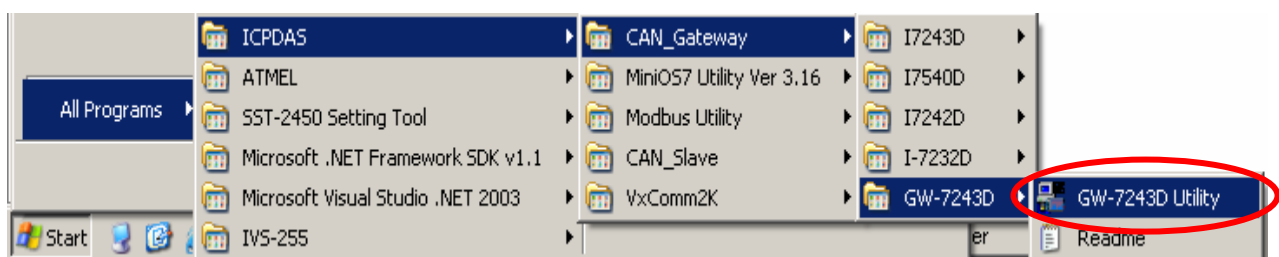 All Programs
Start
ICPDAS
ATMEL
SST-2450 Setting Tool
Microsoft .NET Framework SDK v1.1
Microsoft Visual Studio .NET 2003
IVS-255
CAN_Gateway
MiniOS7 Utility Ver 3.16
Modbus Utility
CAN_Slave
VxComm2K
I7243D
I7540D
I7242D
I-7232D
GW-7243D
er
GW-7243D Utility
Readme